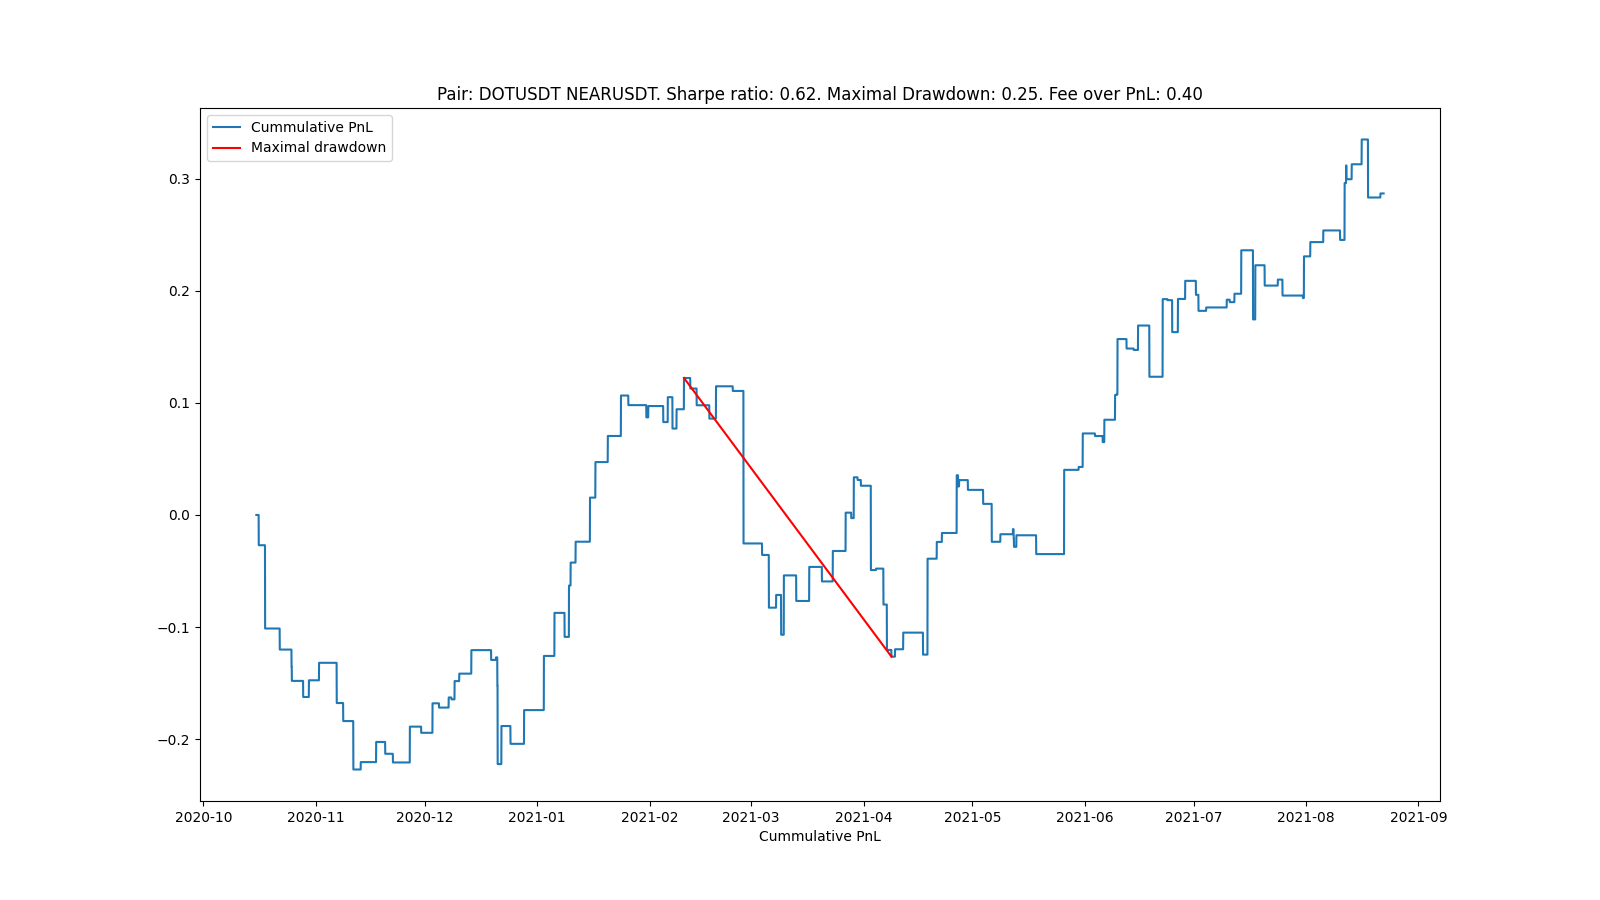 Pair: DOTUSDT NEARUSDT. Sharpe ratio: 0.62. Maximal Drawdown: 0.25. Fee over PnL: 0.40
Cummulative PnL
Maximal drawdown
0.3
0.2
0.1
0.0
−0.1
−0.2
2020-10 2020-11 2020-12 2021-01 2021-02 2021-03 2021-04 2021-05 2021-06 2021-07 2021-08 2021-09
Cummulative PnL